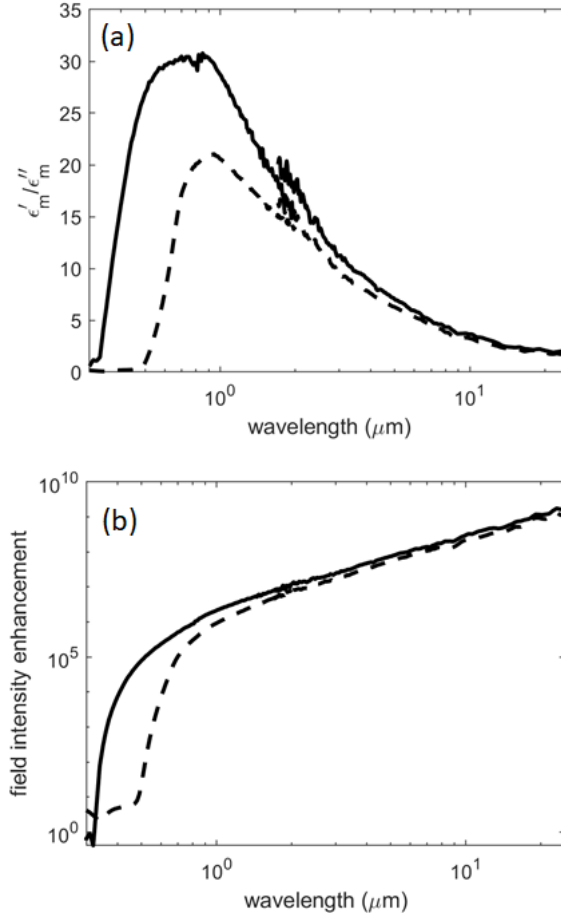 (a)
35
30
25
20
15
10
5
0
ϵ'm/ϵ''m
10⁰
10¹
wavelength (μm)
(b)
10¹⁰
10⁵
10⁰
field intensity enhancement
10⁰
10¹
wavelength (μm)